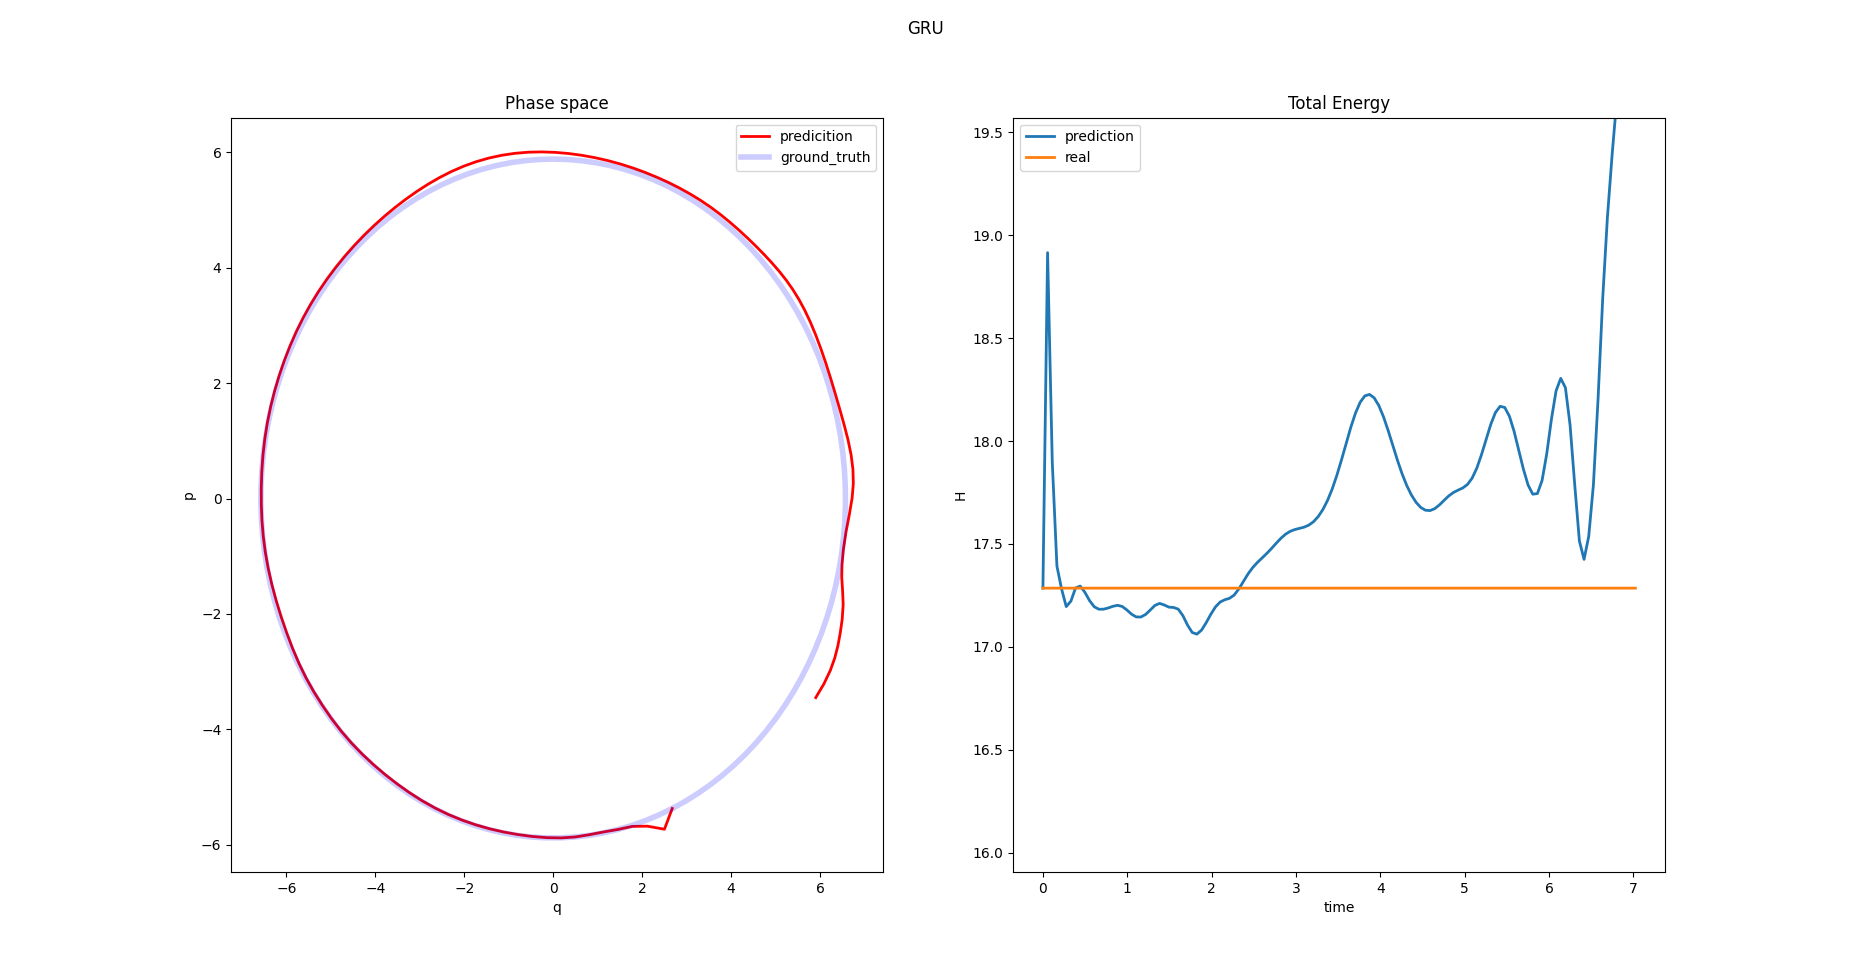 GRU
Phase space
predicition
ground_truth
6
4
2
0
−2
−4
−6
p
−6 −4 −2 0 2 4 6
q
Total Energy
prediction
real
19.5
19.0
18.5
18.0
17.5
17.0
16.5
16.0
H
0 1 2 3 4 5 6 7
time